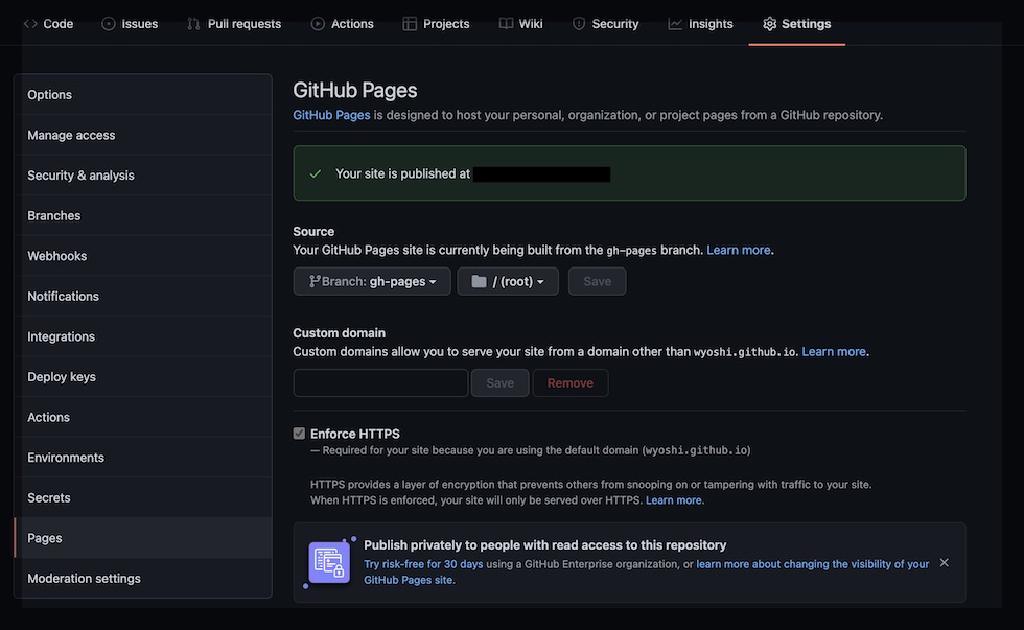 Code
Issues
Pull requests
Actions
Projects
Wiki
Security
Insights
Settings
Options
Manage access
Security & analysis
Branches
Webhooks
Notifications
Integrations
Deploy keys
Actions
Environments
Secrets
Pages
Moderation settings
GitHub Pages
GitHub Pages is designed to host your personal, organization, or project pages from a GitHub repository.
Your site is published at
Source
Your GitHub Pages site is currently being built from the gh-pages branch. Learn more.
Branch: gh-pages
/ (root)
Save
Custom domain
Custom domains allow you to serve your site from a domain other than wyoshi.github.io. Learn more.
Save
Remove
Enforce HTTPS
— Required for your site because you are using the default domain (wyoshi.github.io)
HTTPS provides a layer of encryption that prevents others from snooping on or tampering with traffic to your site.
When HTTPS is enforced, your site will only be served over HTTPS. Learn more.
Publish privately to people with read access to this repository
Try risk-free for 30 days using a GitHub Enterprise organization, or learn more about changing the visibility of your
GitHub Pages site.